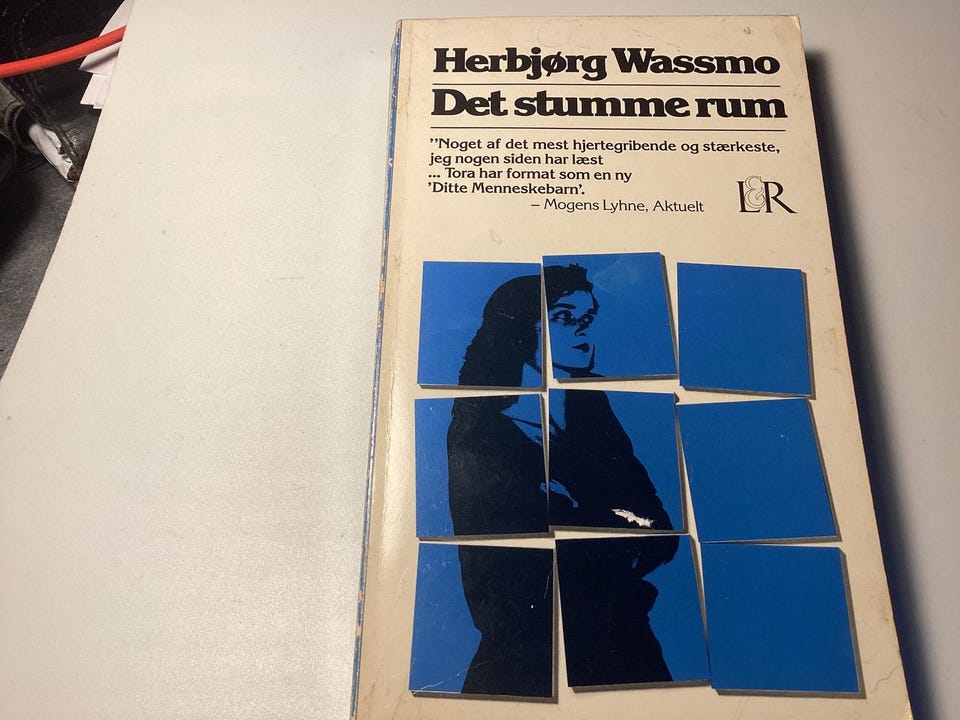 Herbjørg Wassmo
Det stumme rum
”Noget af det mest hjertegribende og stærkeste,
jeg nogen siden har læst
... Tora har format som en ny
’Ditte Menneskebarn’.
– Mogens Lyhne, Aktuelt
L&R